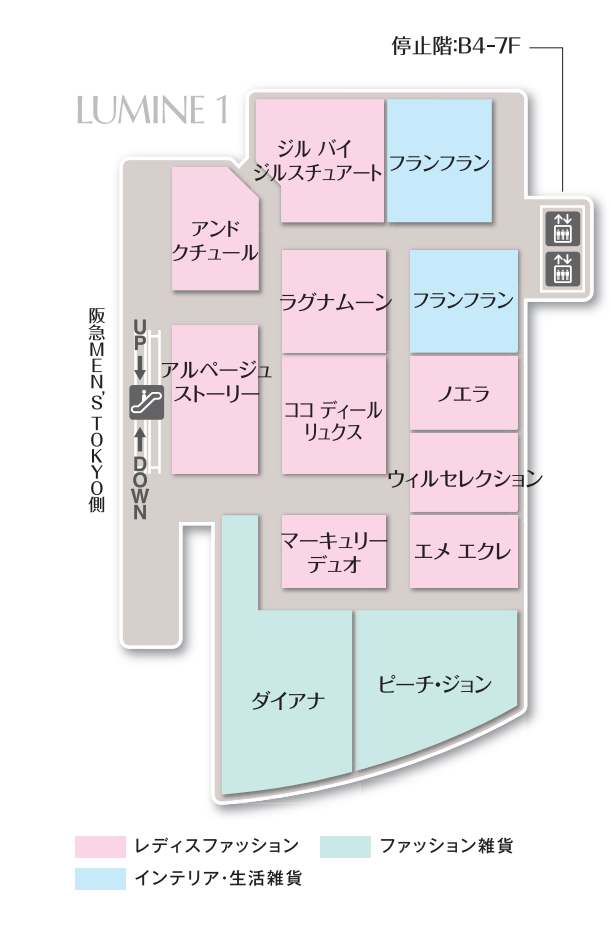 停止階:B4-7F
LUMINE 1
ジル バイ
ジルスチュアート
フランフラン
アンド
クチュール
ラグナムーン
フランフラン
阪急MEN'S TOKYO側
UP
アルページュ
ストーリー
ココ ディール
リュクス
ノエラ
ウィルセレクション
DOWN
マーキュリー
デュオ
エメ エクレ
ダイアナ
ピーチ・ジョン
レディスファッション
ファッション雑貨
インテリア・生活雑貨